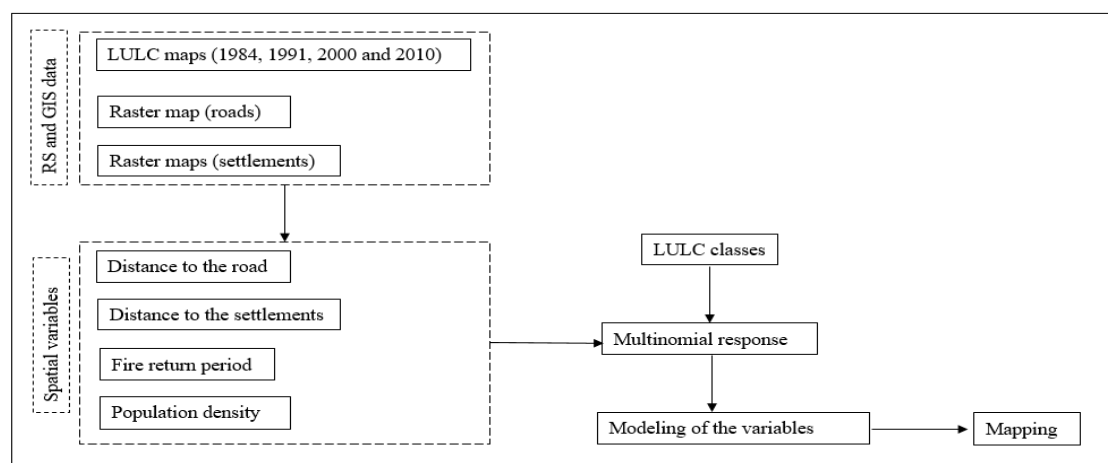 RS and GIS data
LULC maps (1984, 1991, 2000 and 2010)
Raster map (roads)
Raster maps (settlements)
Spatial variables
Distance to the road
Distance to the settlements
Fire return period
Population density
LULC classes
Multinomial response
Modeling of the variables
Mapping